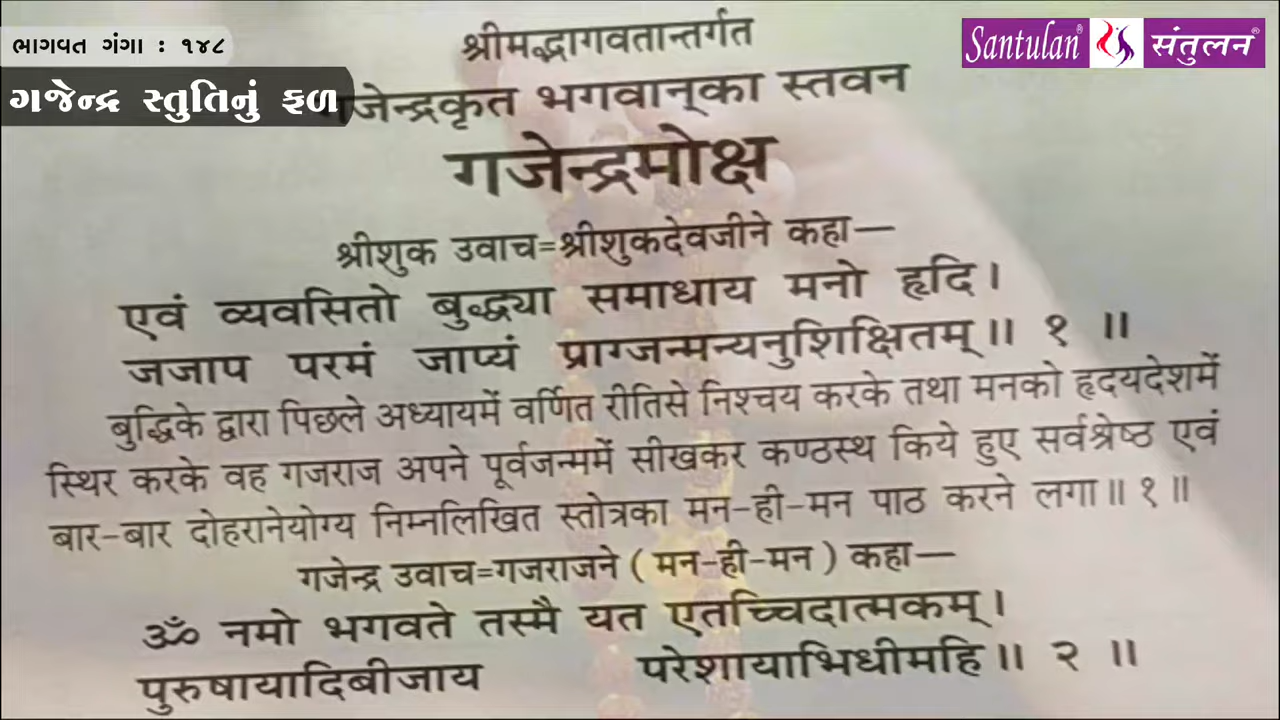 ભાગવત ગંગા : ૧૪૮
ગજેન્દ્ર સ્તુતિનું ફળ
Santulan® संतुलन®
श्रीमद्भागवतान्तर्गत
गजेन्द्रकृत भगवान्‌का स्तवन
गजेन्द्रमोक्ष
श्रीशुक उवाच=श्रीशुकदेवजीने कहा—
एवं व्यवसितो बुद्ध्या समाधाय मनो हृदि।
जजाप परमं जाप्यं प्राग्जन्मन्यनुशिक्षितम्॥ १ ॥
बुद्धिके द्वारा पिछले अध्यायमें वर्णित रीतिसे निश्चय करके तथा मनको हृदयदेशमें
स्थिर करके वह गजराज अपने पूर्वजन्ममें सीखकर कण्ठस्थ किये हुए सर्वश्रेष्ठ एवं
बार-बार दोहरानेयोग्य निम्नलिखित स्तोत्रका मन-ही-मन पाठ करने लगा॥ १ ॥
गजेन्द्र उवाच=गजराजने ( मन-ही-मन ) कहा—
ॐ नमो भगवते तस्मै यत एतच्चिदात्मकम्।
पुरुषायादिबीजाय परेशायाभिधीमहि॥ २ ॥